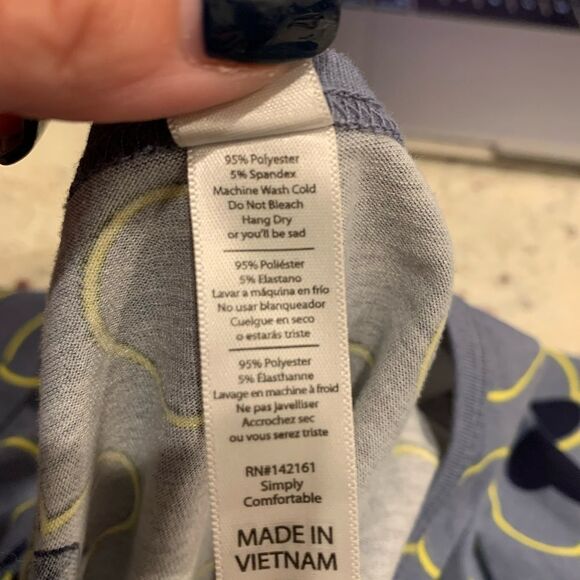 95% Polyester
5% Spandex
Machine Wash Cold
Do Not Bleach
Hang Dry
or you'll be sad
95% Poliéster
5% Elastano
Lavar a máquina en frío
No usar blanqueador
Cuelgue en seco
o estarás triste
95% Polyester
5% Elasthanne
Lavage en machine à froid
Ne pas javelliser
Accrochez sec
ou vous serez triste
RN#142161
Simply
Comfortable
MADE IN
VIETNAM